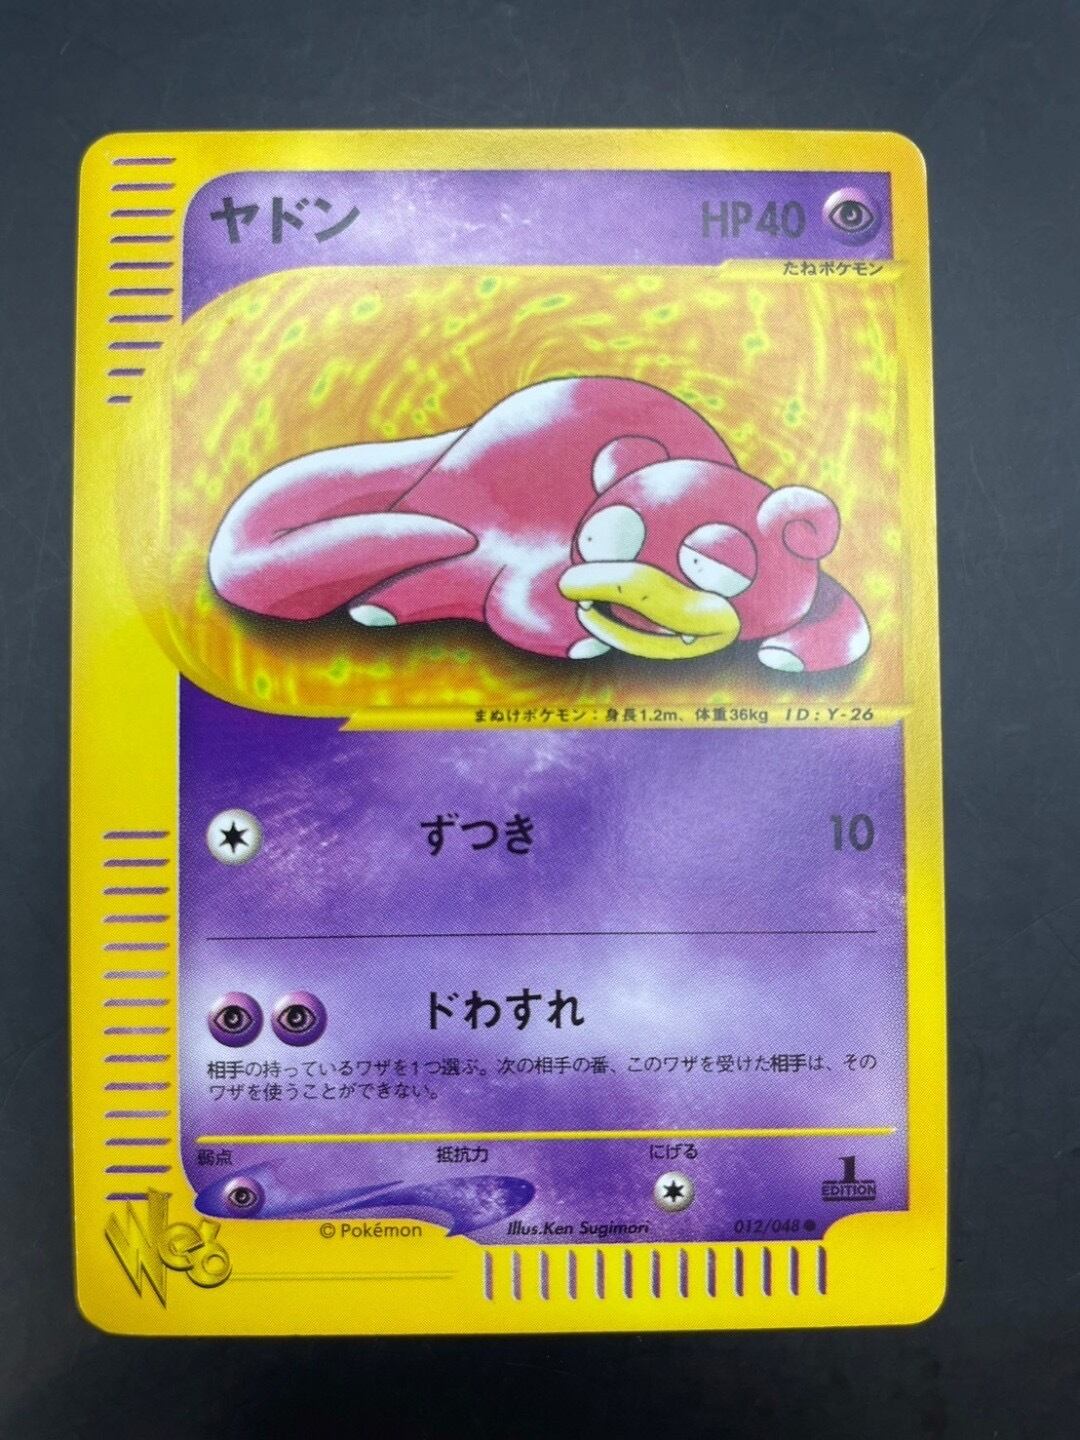 ヤドン HP40
たねポケモン
まぬけポケモン：身長1.2m、体重36kg ID:Y-26
ずつき 10
ドわすれ
相手の持っているワザを1つ選ぶ。次の相手の番、このワザを受けた相手は、その
ワザを使うことができない。
弱点 抵抗力 にげる
1
EDITION
©Pokémon Illus.Ken Sugimori 012/048●
Web